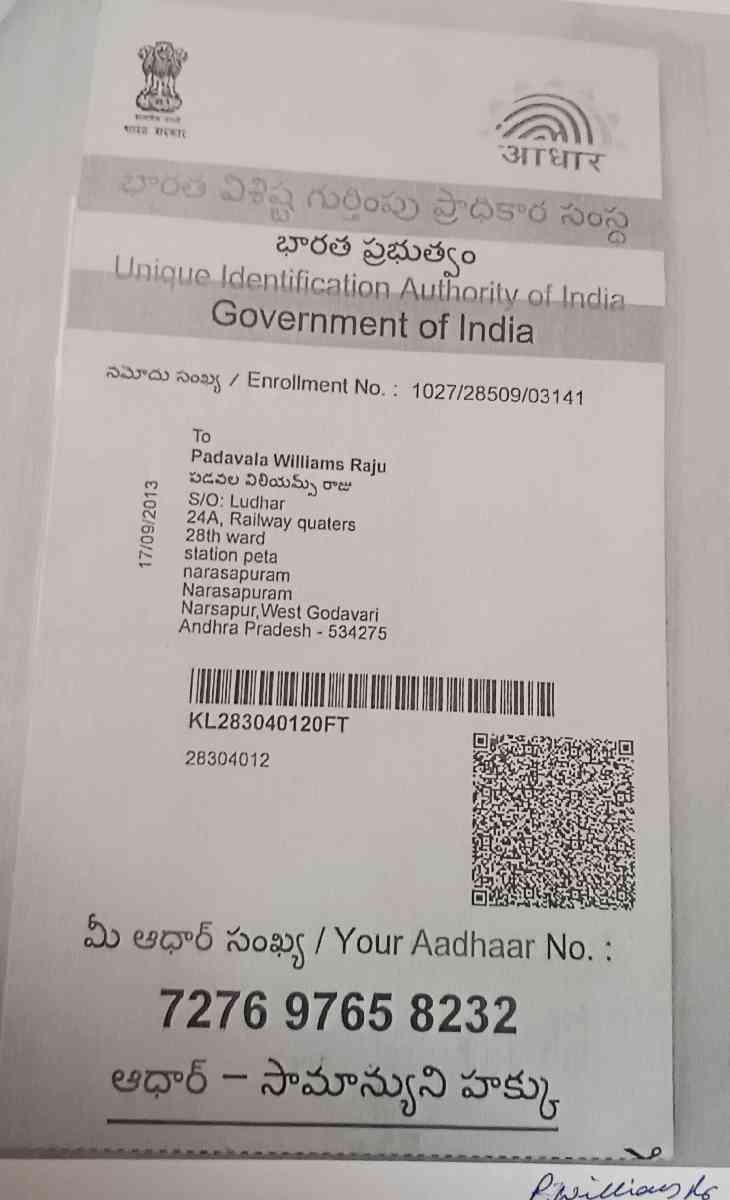 भारत सरकार
आधार
భారత విశిష్ట గుర్తింపు ప్రాధికార సంస్థ
భారత ప్రభుత్వం
Unique Identification Authority of India
Government of India
నమోదు సంఖ్య / Enrollment No. : 1027/28509/03141
To
Padavala Williams Raju
పడవల విలియమ్స్ రాజు
S/O: Ludhar
24A, Railway quaters
28th ward
station peta
narasapuram
Narasapuram
Narsapur,West Godavari
Andhra Pradesh - 534275
17/09/2013
KL283040120FT
28304012
మీ ఆధార్ సంఖ్య / Your Aadhaar No. :
7276 9765 8232
ఆధార్ – సామాన్యుని హక్కు